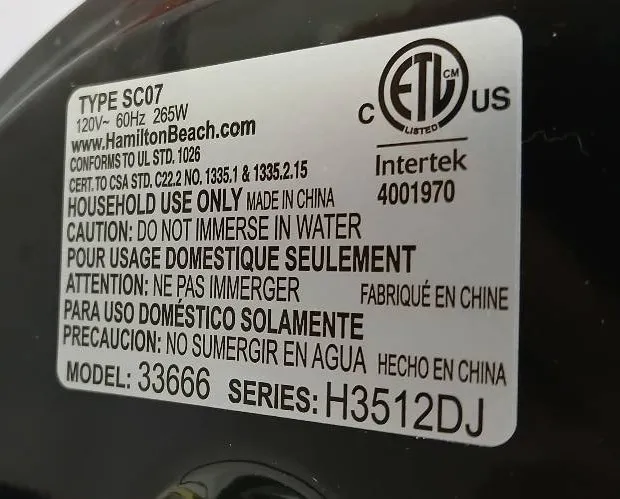 TYPE SC07
120V~ 60Hz 265W
www.HamiltonBeach.com
CONFORMS TO UL STD. 1026
CERT. TO CSA STD. C22.2 NO. 1335.1 & 1335.2.15
HOUSEHOLD USE ONLY MADE IN CHINA
CAUTION: DO NOT IMMERSE IN WATER
POUR USAGE DOMESTIQUE SEULEMENT
ATTENTION: NE PAS IMMERGER FABRIQUÉ EN CHINE
PARA USO DOMÉSTICO SOLAMENTE
PRECAUCION: NO SUMERGIR EN AGUA HECHO EN CHINA
MODEL: 33666 SERIES: H3512DJ
C ETL CM US
LISTED
Intertek
4001970